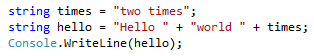 string times = "two times";
string hello = "Hello " + "world " + times;
Console.WriteLine(hello);